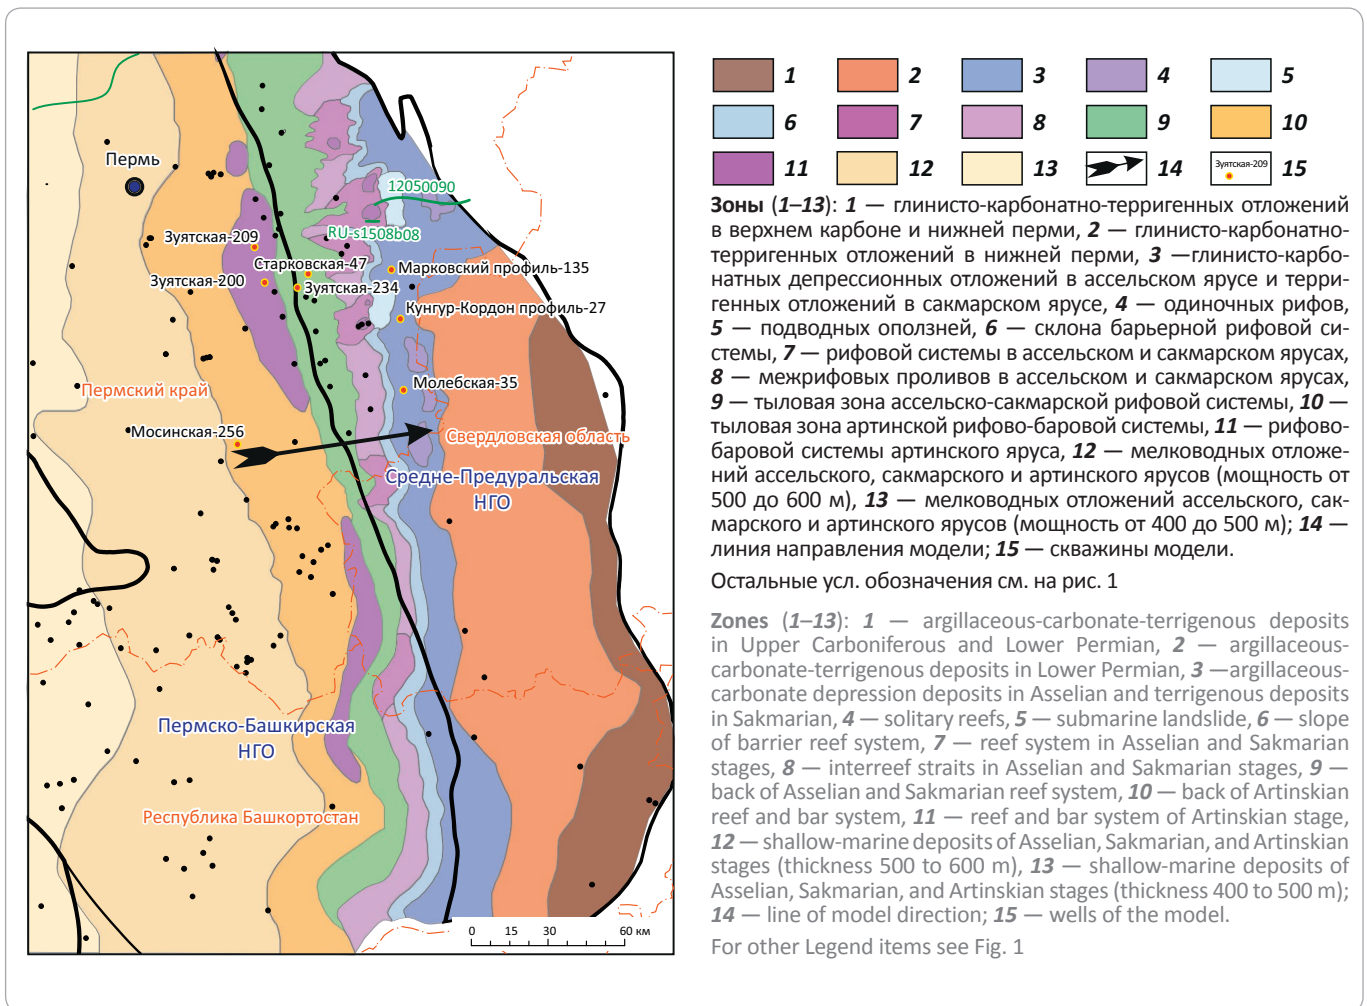 Пермь
12050090
RU-s1508b08
Зуятская-209
Старковская-47
Марковский профиль-135
Зуятская-200
Зуятская-234
Кунгур-Кордон профиль-27
Пермский край
Молебская-35
Мосинская-256
Свердловская область
Средне-Предуральская
НГО
Пермско-Башкирская
НГО
Республика Башкортостан
0 15 30 60 км
1 2 3 4 5
6 7 8 9 10
11 12 13 14 Зуятская-209 15
Зоны (1–13): 1 — глинисто-карбонатно-терригенных отложений
в верхнем карбоне и нижней перми, 2 — глинисто-карбонатно-
терригенных отложений в нижней перми, 3 —глинисто-карбо-
натных депрессионных отложений в ассельском ярусе и терри-
генных отложений в сакмарском ярусе, 4 — одиночных рифов,
5 — подводных оползней, 6 — склона барьерной рифовой си-
стемы, 7 — рифовой системы в ассельском и сакмарском ярусах,
8 — межрифовых проливов в ассельском и сакмарском ярусах,
9 — тыловая зона ассельско-сакмарской рифовой системы, 10 —
тыловая зона артинской рифово-баровой системы, 11 — рифово-
баровой системы артинского яруса, 12 — мелководных отложе-
ний ассельского, сакмарского и артинского ярусов (мощность от
500 до 600 м), 13 — мелководных отложений ассельского, сак-
марского и артинского ярусов (мощность от 400 до 500 м); 14 —
линия направления модели; 15 — скважины модели.
Остальные усл. обозначения см. на рис. 1
Zones (1–13): 1 — argillaceous-carbonate-terrigenous deposits
in Upper Carboniferous and Lower Permian, 2 — argillaceous-
carbonate-terrigenous deposits in Lower Permian, 3 —argillaceous-
carbonate depression deposits in Asselian and terrigenous deposits
in Sakmarian, 4 — solitary reefs, 5 — submarine landslide, 6 — slope
of barrier reef system, 7 — reef system in Asselian and Sakmarian
stages, 8 — interreef straits in Asselian and Sakmarian stages, 9 —
back of Asselian and Sakmarian reef system, 10 — back of Artinskian
reef and bar system, 11 — reef and bar system of Artinskian stage,
12 — shallow-marine deposits of Asselian, Sakmarian, and Artinskian
stages (thickness 500 to 600 m), 13 — shallow-marine deposits of
Asselian, Sakmarian, and Artinskian stages (thickness 400 to 500 m);
14 — line of model direction; 15 — wells of the model.
For other Legend items see Fig. 1